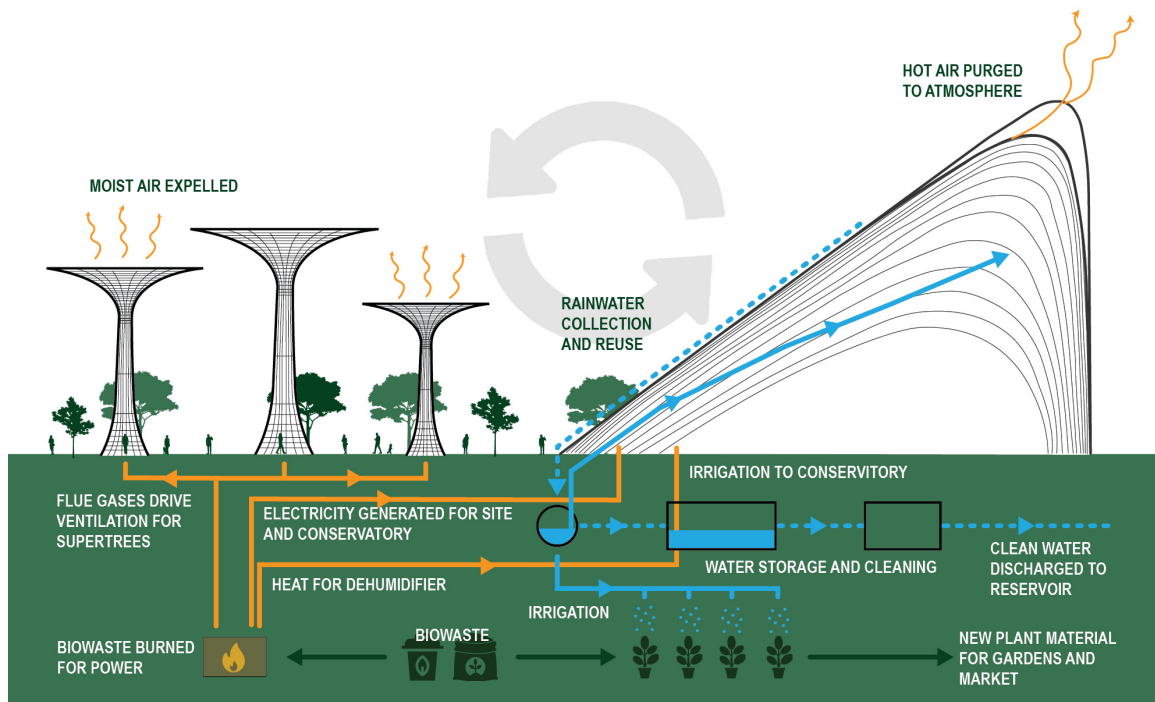 HOT AIR PURGED
TO ATMOSPHERE
MOIST AIR EXPELLED
RAINWATER
COLLECTION
AND REUSE
IRRIGATION TO CONSERVITORY
FLUE GASES DRIVE
VENTILATION FOR
SUPERTREES
ELECTRICITY GENERATED FOR SITE
AND CONSERVATORY
HEAT FOR DEHUMIDIFIER
WATER STORAGE AND CLEANING
CLEAN WATER
DISCHARGED TO
RESERVOIR
IRRIGATION
BIOWASTE BURNED
FOR POWER
BIOWASTE
NEW PLANT MATERIAL
FOR GARDENS AND
MARKET